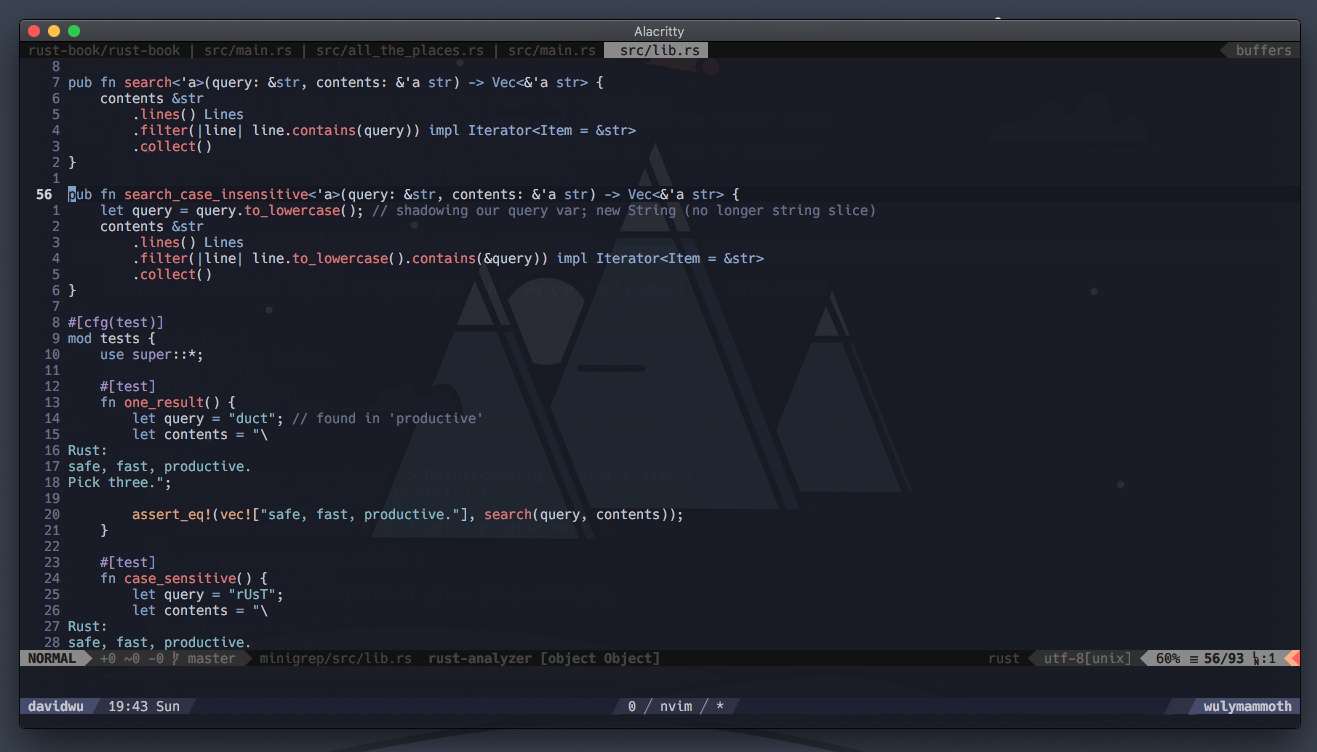 Alacritty
rust-book/rust-book | src/main.rs | src/all_the_places.rs | src/main.rs src/lib.rs buffers
8
7 pub fn search<'a>(query: &str, contents: &'a str) -> Vec<&'a str> {
6     contents &str
5         .lines() Lines
4         .filter(|line| line.contains(query)) impl Iterator<Item = &str>
3         .collect()
2 }
1
56 pub fn search_case_insensitive<'a>(query: &str, contents: &'a str) -> Vec<&'a str> {
1     let query = query.to_lowercase(); // shadowing our query var; new String (no longer string slice)
2     contents &str
3         .lines() Lines
4         .filter(|line| line.to_lowercase().contains(&query)) impl Iterator<Item = &str>
5         .collect()
6 }
7
8 #[cfg(test)]
9 mod tests {
10     use super::*;
11
12     #[test]
13     fn one_result() {
14         let query = "duct"; // found in 'productive'
15         let contents = "\
16 Rust:
17 safe, fast, productive.
18 Pick three.";
19
20         assert_eq!(vec!["safe, fast, productive."], search(query, contents));
21     }
22
23     #[test]
24     fn case_sensitive() {
25         let query = "rUsT";
26         let contents = "\
27 Rust:
28 safe, fast, productive.
NORMAL +0 ~0 -0 master minigrep/src/lib.rs rust-analyzer [object Object] rust utf-8[unix] 60% ≡ 56/93 :1
davidwu 19:43 Sun 0 / nvim / * wulymammoth